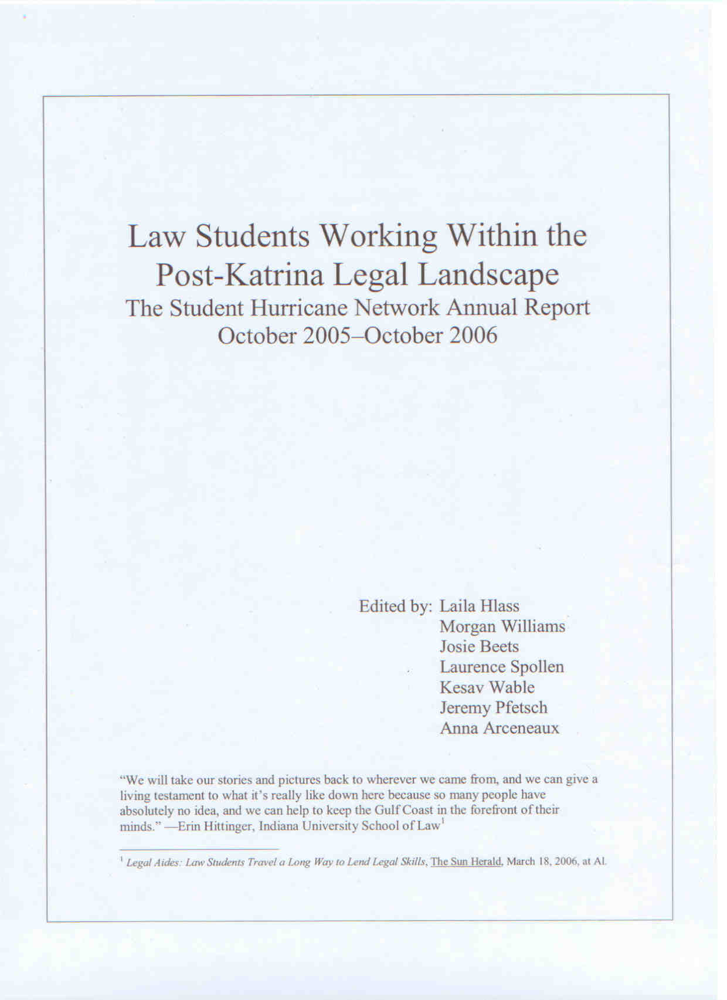 Law Students Working Within the
Post-Katrina Legal Landscape
The Student Hurricane Network Annual Report
October 2005–October 2006
Edited by: Laila Hlass
Morgan Williams
Josie Beets
Laurence Spollen
Kesav Wable
Jeremy Pfetsch
Anna Arceneaux
“We will take our stories and pictures back to wherever we came from, and we can give a
living testament to what it’s really like down here because so many people have
absolutely no idea, and we can help to keep the Gulf Coast in the forefront of their
minds.” —Erin Hittinger, Indiana University School of Law¹
¹ Legal Aides: Law Students Travel a Long Way to Lend Legal Skills, The Sun Herald, March 18, 2006, at Al.